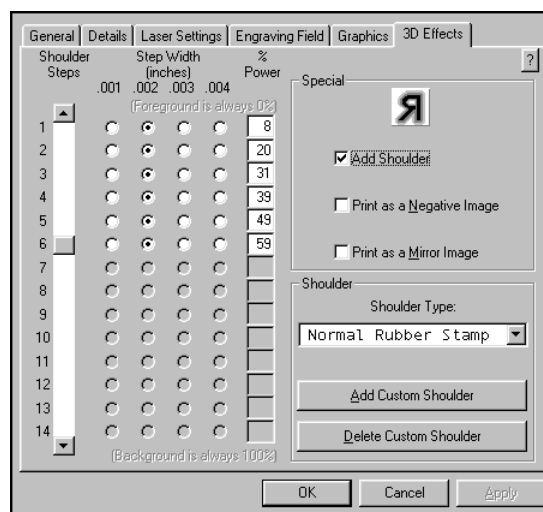 General Details Laser Settings Engraving Field Graphics 3D Effects
?
Shoulder Step Width %
Steps (inches) Power
.001 .002 .003 .004
(Foreground is always 0%)
1 8
2 20
3 31
4 39
5 49
6 59
7
8
9
10
11
12
13
14
(Background is always 100%)
Special
R
Add Shoulder
Print as a Negative Image
Print as a Mirror Image
Shoulder
Shoulder Type:
Normal Rubber Stamp
Add Custom Shoulder
Delete Custom Shoulder
OK Cancel Apply